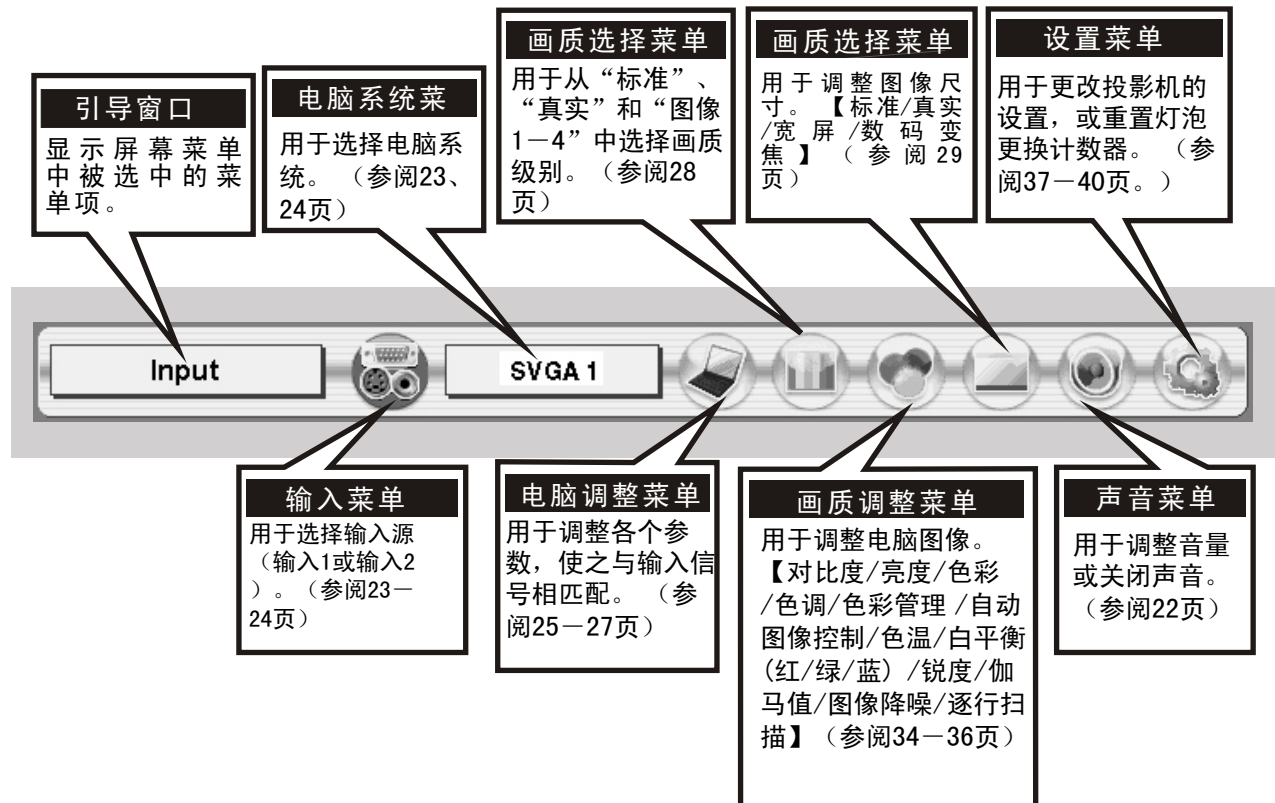 引导窗口
显示屏幕菜单
中被选中的菜
单项。
电脑系统菜
用于选择电脑系
统。（参阅23、
24页）
画质选择菜单
用于从“标准”、
“真实”和“图像
1－4”中选择画质
级别。（参阅28
页）
画质选择菜单
用于调整图像尺
寸。【标准/真实
/宽屏/数码变
焦】（参阅29
页）
设置菜单
用于更改投影机的
设置，或重置灯泡
更换计数器。（参
阅37－40页。）
Input
SVGA 1
输入菜单
用于选择输入源
（输入1或输入2
）。（参阅23－
24页）
电脑调整菜单
用于调整各个参
数，使之与输入信
号相匹配。（参
阅25－27页）
画质调整菜单
用于调整电脑图像。
【对比度/亮度/色彩
/色调/色彩管理 /自动
图像控制/色温/白平衡
(红/绿/蓝）/锐度/伽
马值/图像降噪/逐行扫
描】（参阅34－36页）
声音菜单
用于调整音量
或关闭声音。
（参阅22页）